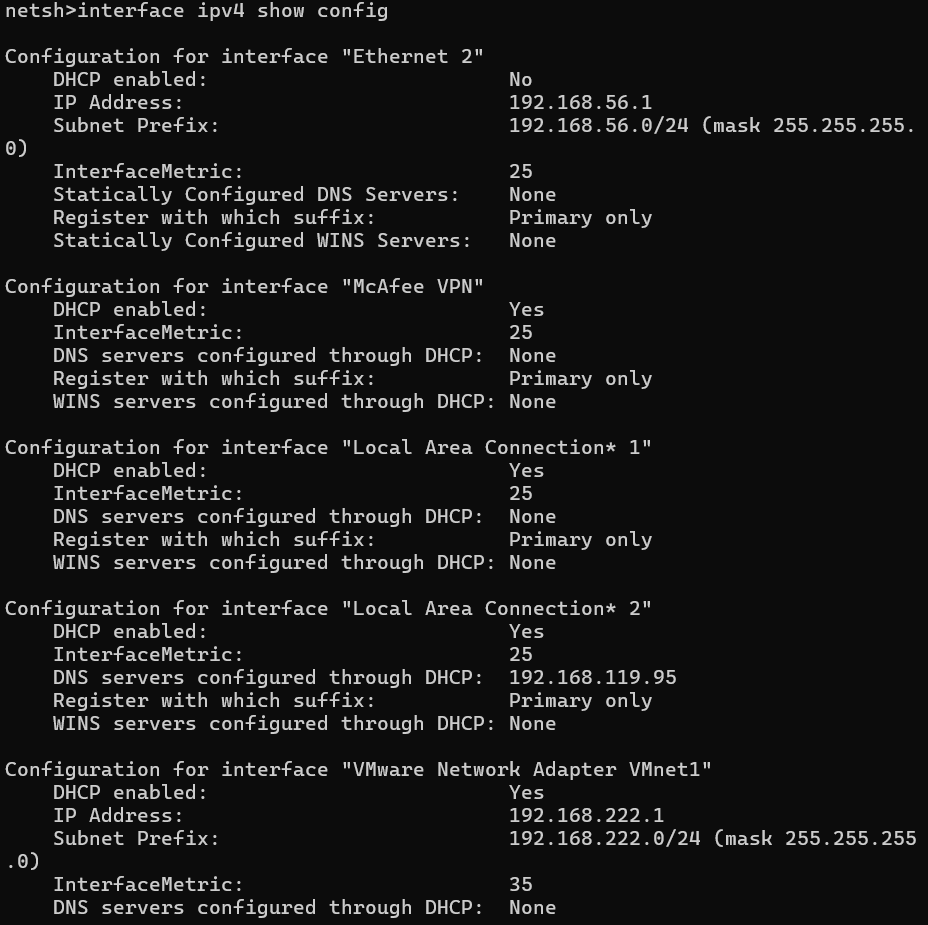 netsh>interface ipv4 show config

Configuration for interface "Ethernet 2"
    DHCP enabled:                         No
    IP Address:                           192.168.56.1
    Subnet Prefix:                        192.168.56.0/24 (mask 255.255.255.
0)
    InterfaceMetric:                      25
    Statically Configured DNS Servers:    None
    Register with which suffix:           Primary only
    Statically Configured WINS Servers:   None

Configuration for interface "McAfee VPN"
    DHCP enabled:                         Yes
    InterfaceMetric:                      25
    DNS servers configured through DHCP:  None
    Register with which suffix:           Primary only
    WINS servers configured through DHCP: None

Configuration for interface "Local Area Connection* 1"
    DHCP enabled:                         Yes
    InterfaceMetric:                      25
    DNS servers configured through DHCP:  None
    Register with which suffix:           Primary only
    WINS servers configured through DHCP: None

Configuration for interface "Local Area Connection* 2"
    DHCP enabled:                         Yes
    InterfaceMetric:                      25
    DNS servers configured through DHCP:  192.168.119.95
    Register with which suffix:           Primary only
    WINS servers configured through DHCP: None

Configuration for interface "VMware Network Adapter VMnet1"
    DHCP enabled:                         Yes
    IP Address:                           192.168.222.1
    Subnet Prefix:                        192.168.222.0/24 (mask 255.255.255
.0)
    InterfaceMetric:                      35
    DNS servers configured through DHCP:  None